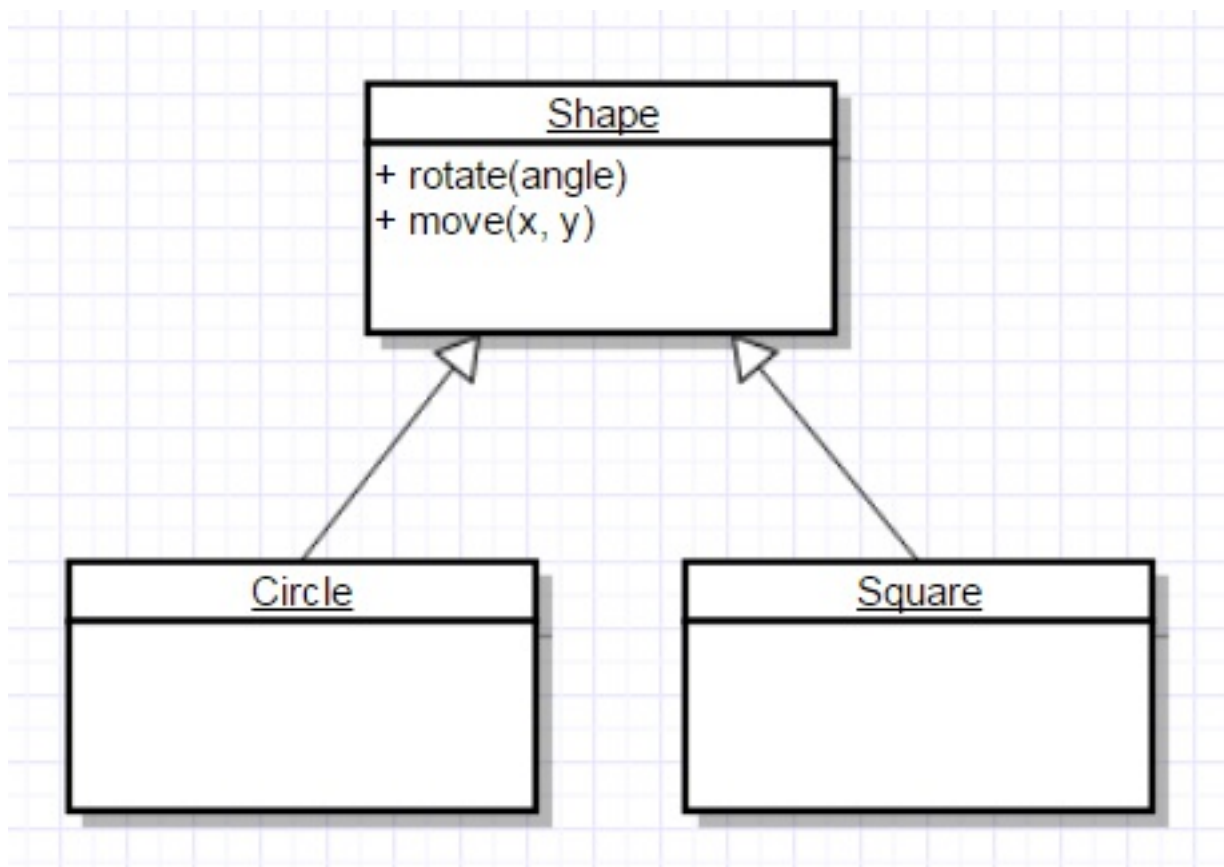 Shape
+ rotate(angle)
+ move(x, y)
Circle
Square